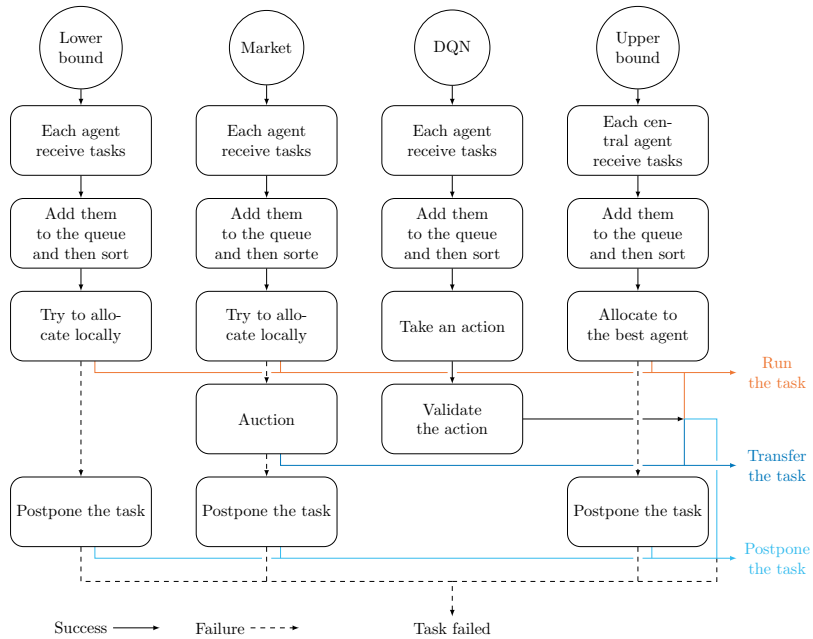 Lower
bound
Market
DQN
Upper
bound
Each agent
receive tasks
Each agent
receive tasks
Each agent
receive tasks
Each cen-
tral agent
receive tasks
Add them
to the queue
and then sort
Add them
to the queue
and then sorte
Add them
to the queue
and then sort
Add them
to the queue
and then sort
Try to allo-
cate locally
Try to allo-
cate locally
Take an action
Allocate to
the best agent
Run
the task
Auction
Validate
the action
Transfer
the task
Postpone the task
Postpone the task
Postpone the task
Postpone
the task
Success
Failure
Task failed